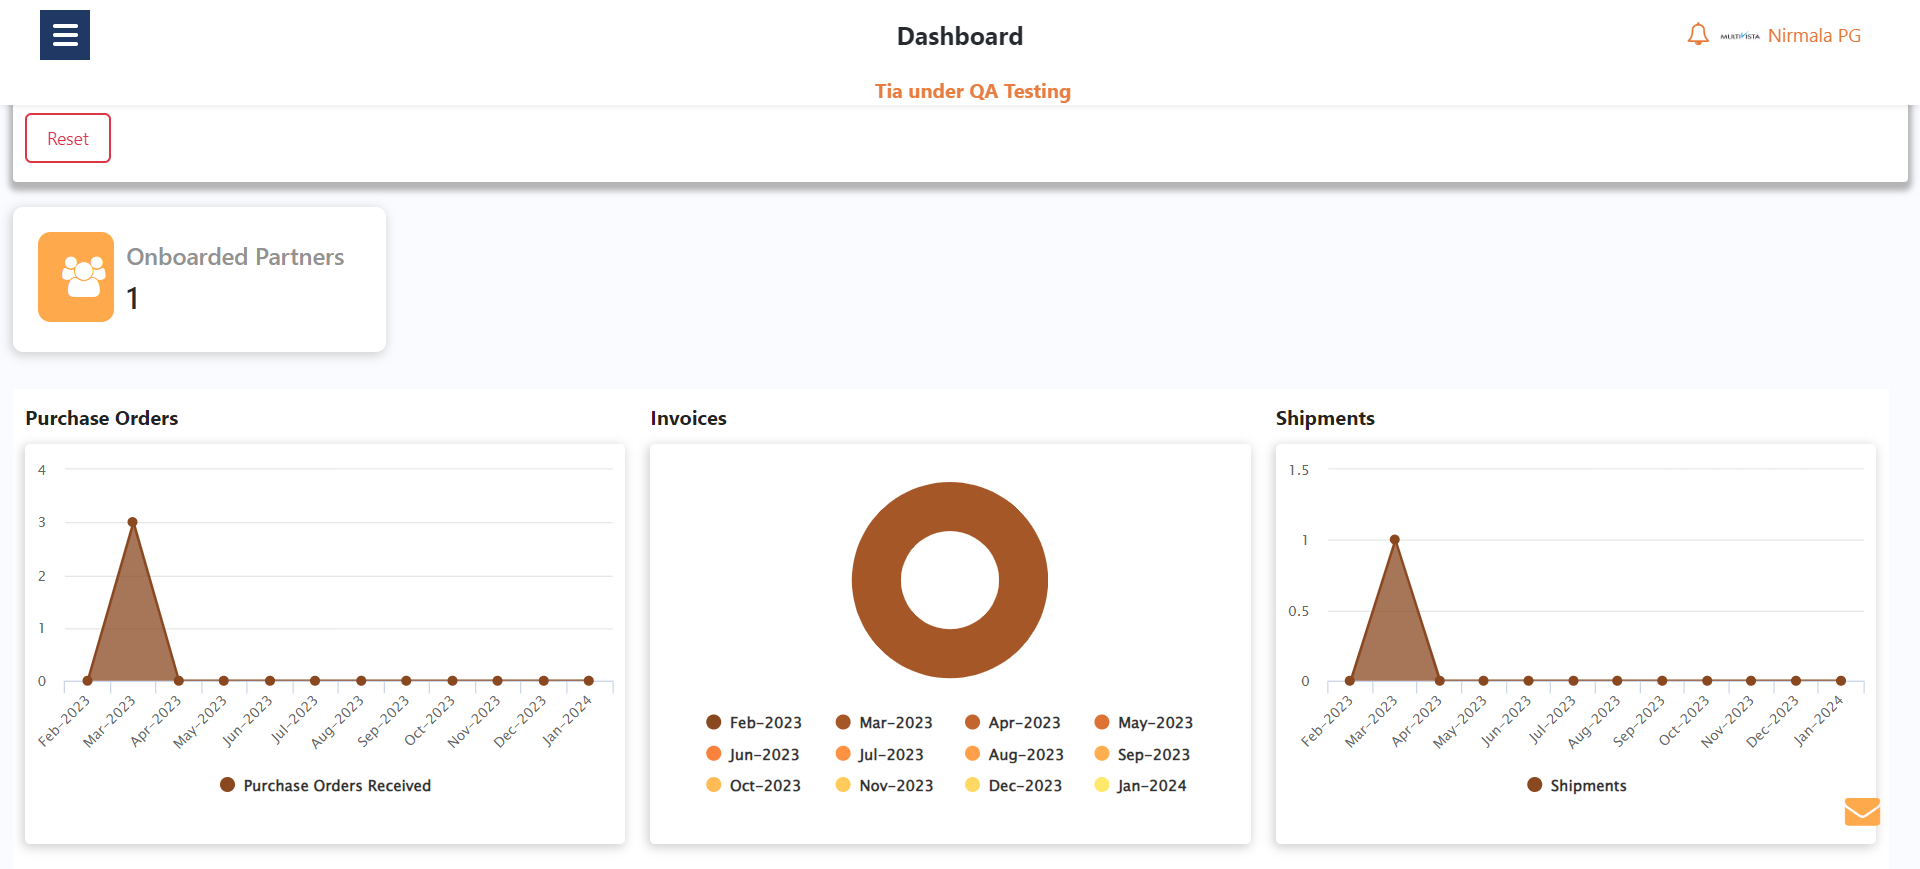 Dashboard
MULTIVISTA Nirmala PG
Tia under QA Testing
Reset
Onboarded Partners
1
Purchase Orders
4
3
2
1
0
Feb-2023 Mar-2023 Apr-2023 May-2023 Jun-2023 Jul-2023 Aug-2023 Sep-2023 Oct-2023 Nov-2023 Dec-2023 Jan-2024
Purchase Orders Received
Invoices
Feb-2023 Mar-2023 Apr-2023 May-2023
Jun-2023 Jul-2023 Aug-2023 Sep-2023
Oct-2023 Nov-2023 Dec-2023 Jan-2024
Shipments
1.5
1
0.5
0
Feb-2023 Mar-2023 Apr-2023 May-2023 Jun-2023 Jul-2023 Aug-2023 Sep-2023 Oct-2023 Nov-2023 Dec-2023 Jan-2024
Shipments